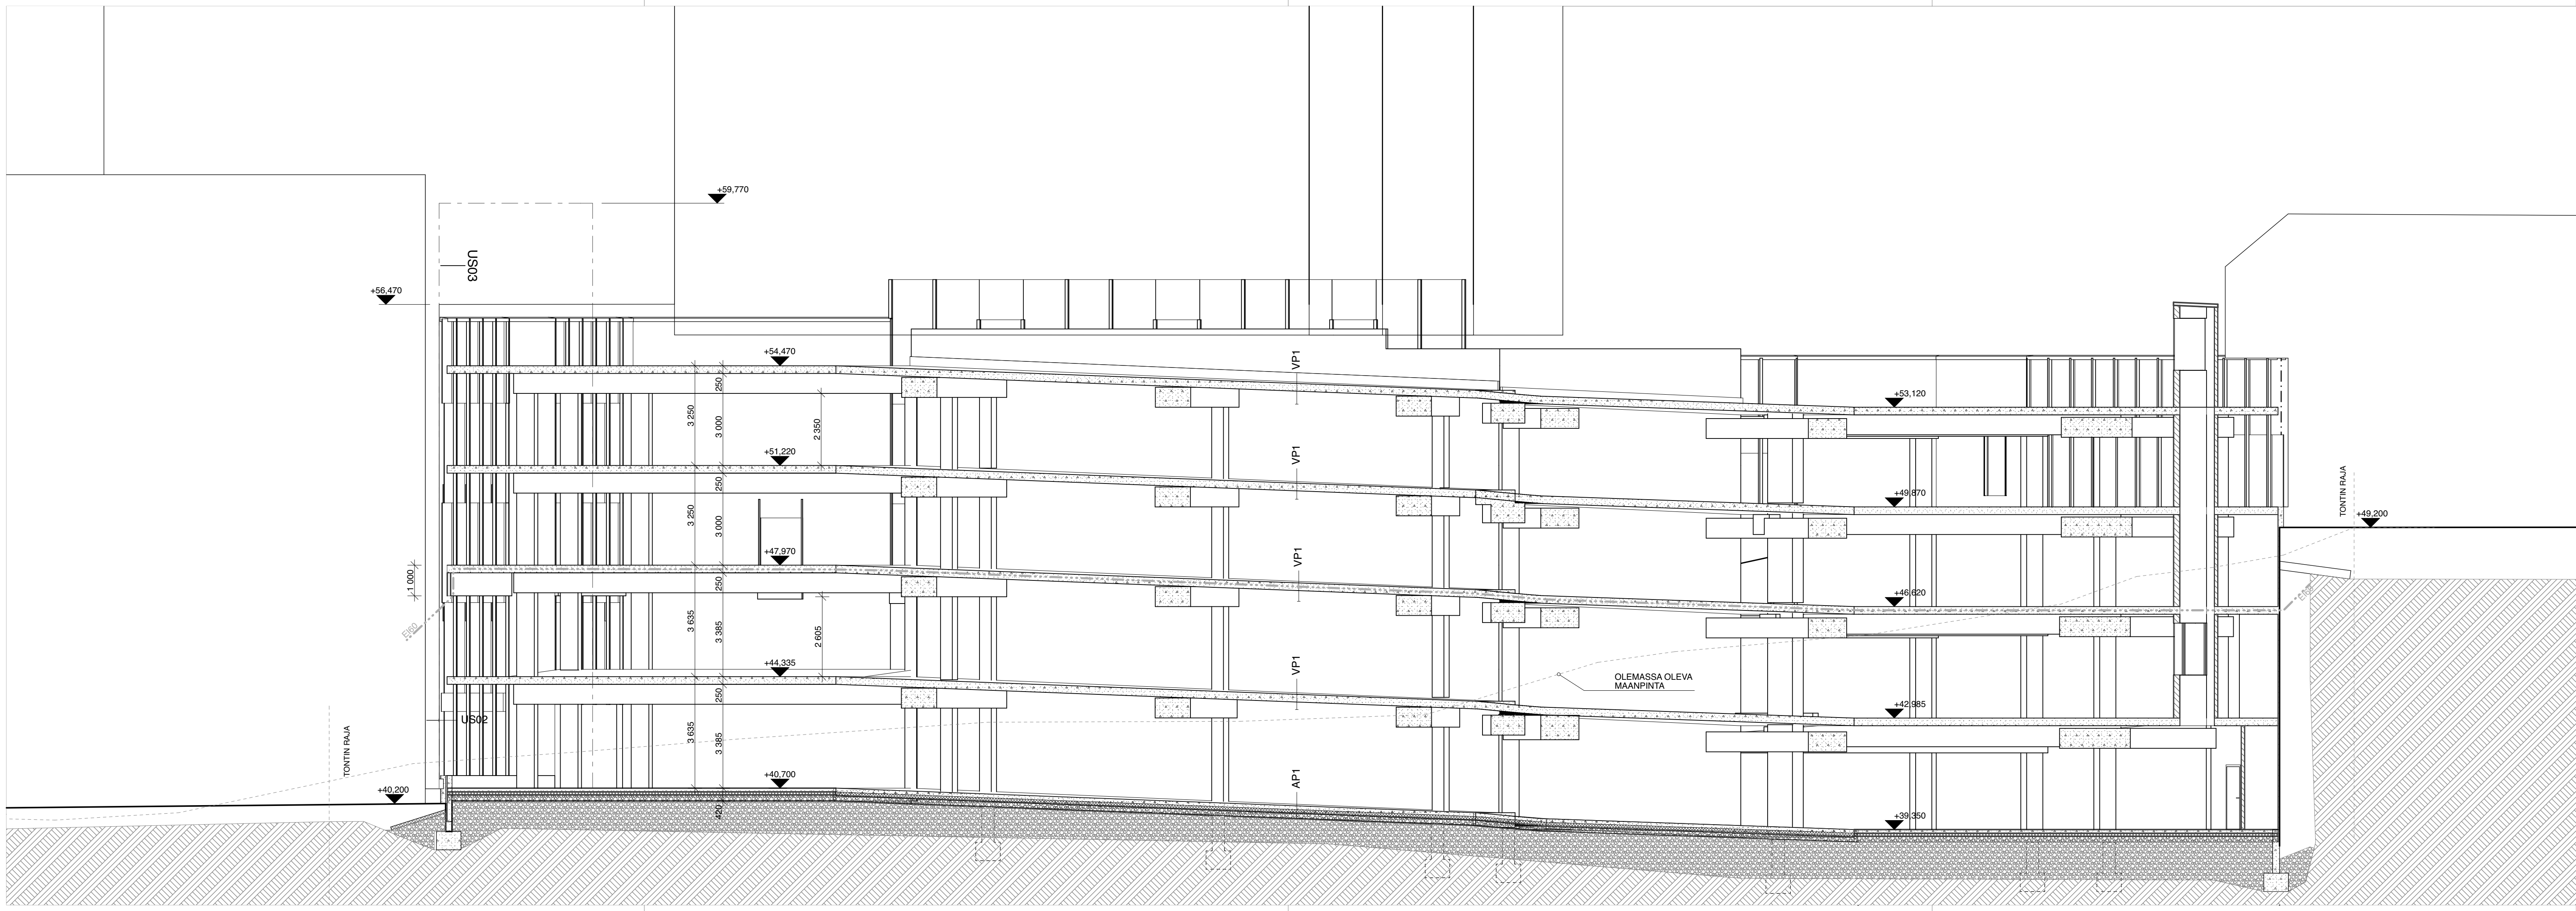 +59,770
US03
+56,470
+54,470
250
3 250
3 000
2 350
VP1
+53,120
+51,220
250
3 250
3 000
VP1
+49,870
TONTIN RAJA
+49,200
+47,970
1 000
250
3 635
3 385
2 605
VP1
+46,620
EI60
EI60
+44,335
250
3 635
3 385
VP1
OLEMASSA OLEVA
MAANPINTA
+42,985
US02
TONTIN RAJA
+40,700
+40,200
420
AP1
+39,350